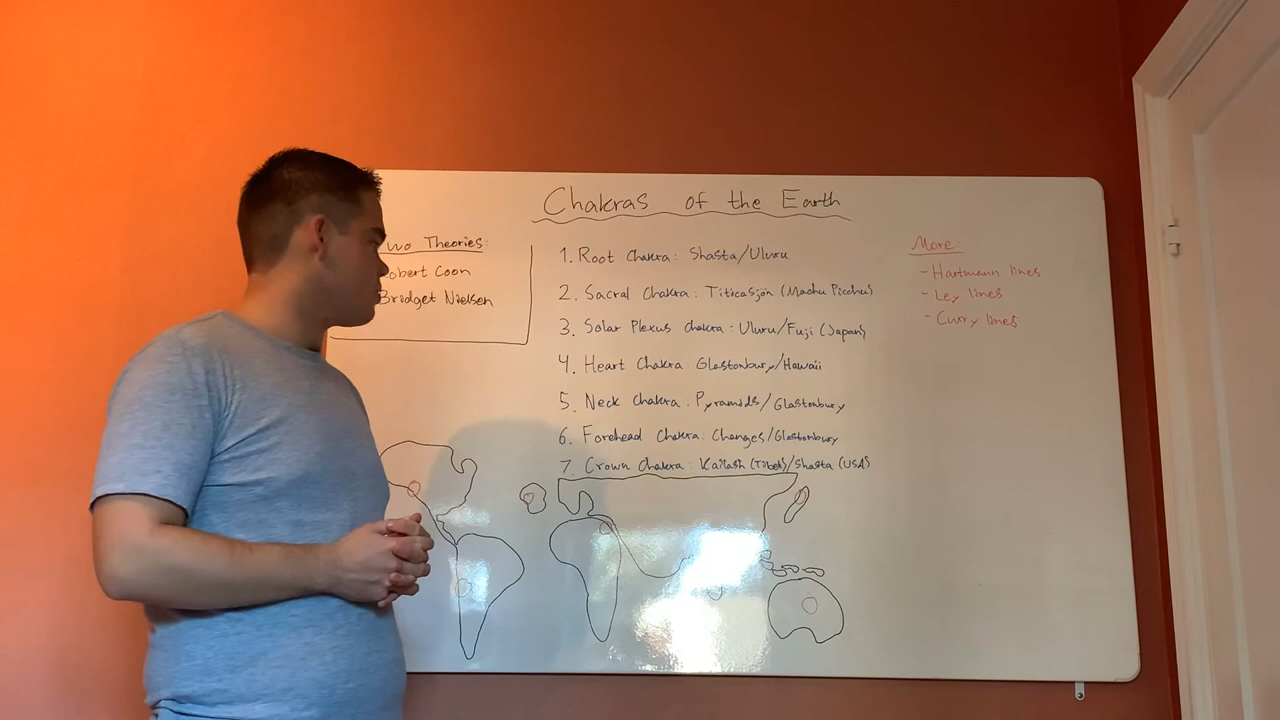 Chakras of the Earth
wo Theories:
obert Coon
Bridget Nielsen
1. Root Chakra: Shasta/Uluru
2. Sacral Chakra: Titicasjön (Machu Picchu)
3. Solar Plexus chakra: Uluru/Fuji (Japan)
4. Heart Chakra: Glastonbury/Hawaii
5. Neck Chakra: Pyramids/Glastonbury
6. Forehead Chakra: Changes/Glastonbury
7. Crown Chakra: Kailash (Tibet)/Shasta (USA)
More:
- Hartmann lines
- Ley lines
- Curry lines